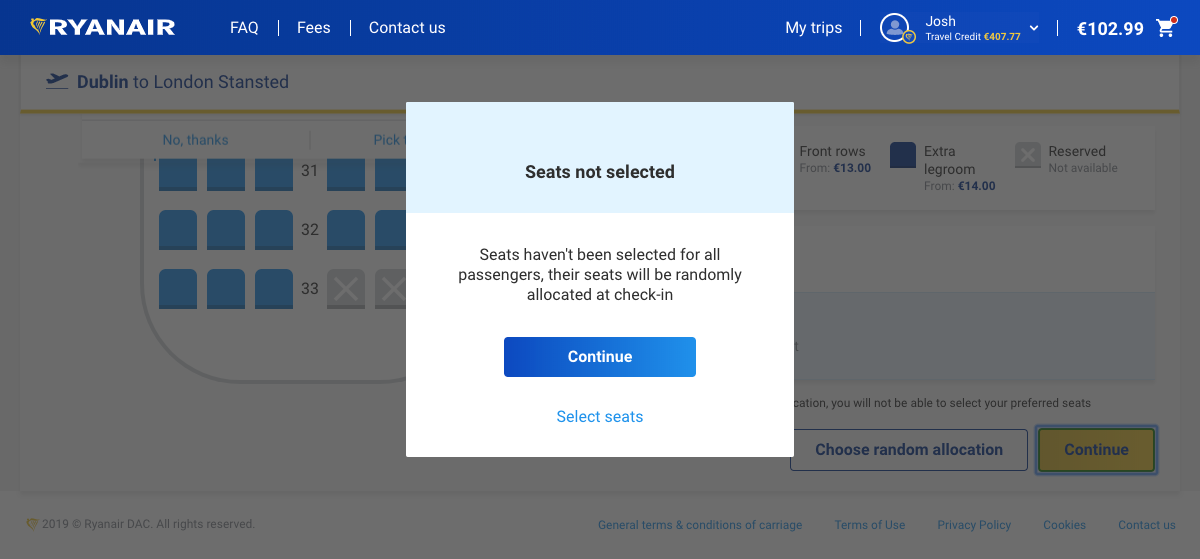 RYANAIR
FAQ
Fees
Contact us
My trips
Josh
Travel Credit €407.77
€102.99
Dublin to London Stansted
No, thanks
Pick
31
32
33
Front rows
From: €13.00
Extra
legroom
From: €14.00
Reserved
Not available
Seats not selected
Seats haven't been selected for all
passengers, their seats will be randomly
allocated at check-in
Continue
Select seats
you will not be able to select your preferred seats
Choose random allocation
Continue
2019 © Ryanair DAC. All rights reserved.
General terms & conditions of carriage
Terms of Use
Privacy Policy
Cookies
Contact us